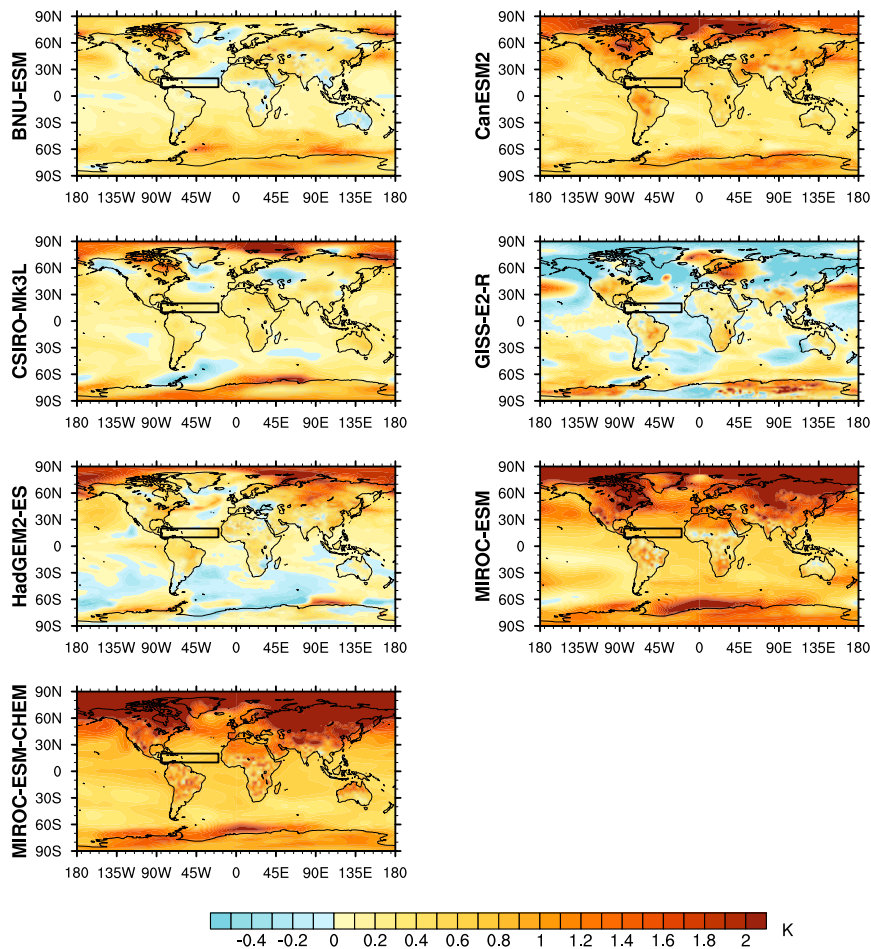 90N
60N
30N
0
30S
60S
90S
180 135W 90W 45W 0 45E 90E 135E 180
BNU-ESM
90N
60N
30N
0
30S
60S
90S
180 135W 90W 45W 0 45E 90E 135E 180
CanESM2
90N
60N
30N
0
30S
60S
90S
180 135W 90W 45W 0 45E 90E 135E 180
CSIRO-Mk3L
90N
60N
30N
0
30S
60S
90S
180 135W 90W 45W 0 45E 90E 135E 180
GISS-E2-R
90N
60N
30N
0
30S
60S
90S
180 135W 90W 45W 0 45E 90E 135E 180
HadGEM2-ES
90N
60N
30N
0
30S
60S
90S
180 135W 90W 45W 0 45E 90E 135E 180
MIROC-ESM
90N
60N
30N
0
30S
60S
90S
180 135W 90W 45W 0 45E 90E 135E 180
MIROC-ESM-CHEM
-0.4 -0.2 0 0.2 0.4 0.6 0.8 1 1.2 1.4 1.6 1.8 2 K